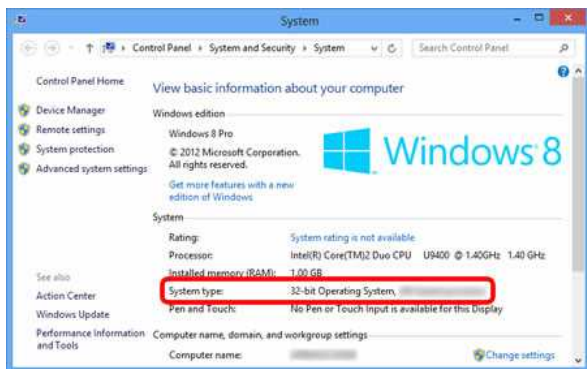 System
Control Panel ▸ System and Security ▸ System
Search Control Panel
Control Panel Home
Device Manager
Remote settings
System protection
Advanced system settings
See also
Action Center
Windows Update
Performance Information
and Tools
View basic information about your computer
Windows edition
Windows 8 Pro
© 2012 Microsoft Corporation.
All rights reserved.
Get more features with a new
edition of Windows
Windows 8
System
Rating: System rating is not available
Processor: Intel(R) Core(TM)2 Duo CPU U9400 @ 1.40GHz 1.40 GHz
Installed memory (RAM): 1.00 GB
System type: 32-bit Operating System,
Pen and Touch: No Pen or Touch Input is available for this Display
Computer name, domain, and workgroup settings
Computer name:
Change settings